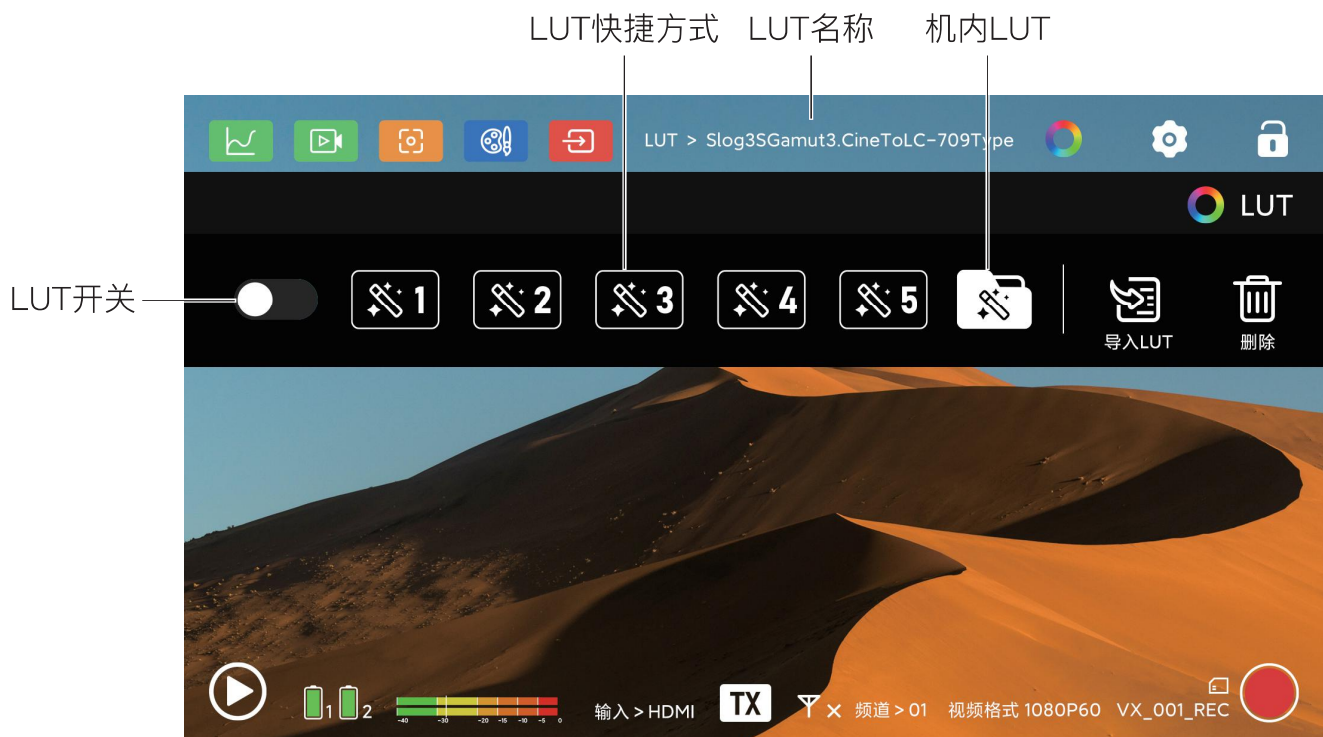 LUT快捷方式 LUT名称 机内LUT
LUT > Slog3SGamut3.CineToLC-709Type
LUT
LUT开关
1 2 3 4 5
导入LUT 删除
1 2
-40 -30 -20 -15 -10 -5 0
输入 > HDMI TX 频道 > 01 视频格式 1080P60 VX_001_REC